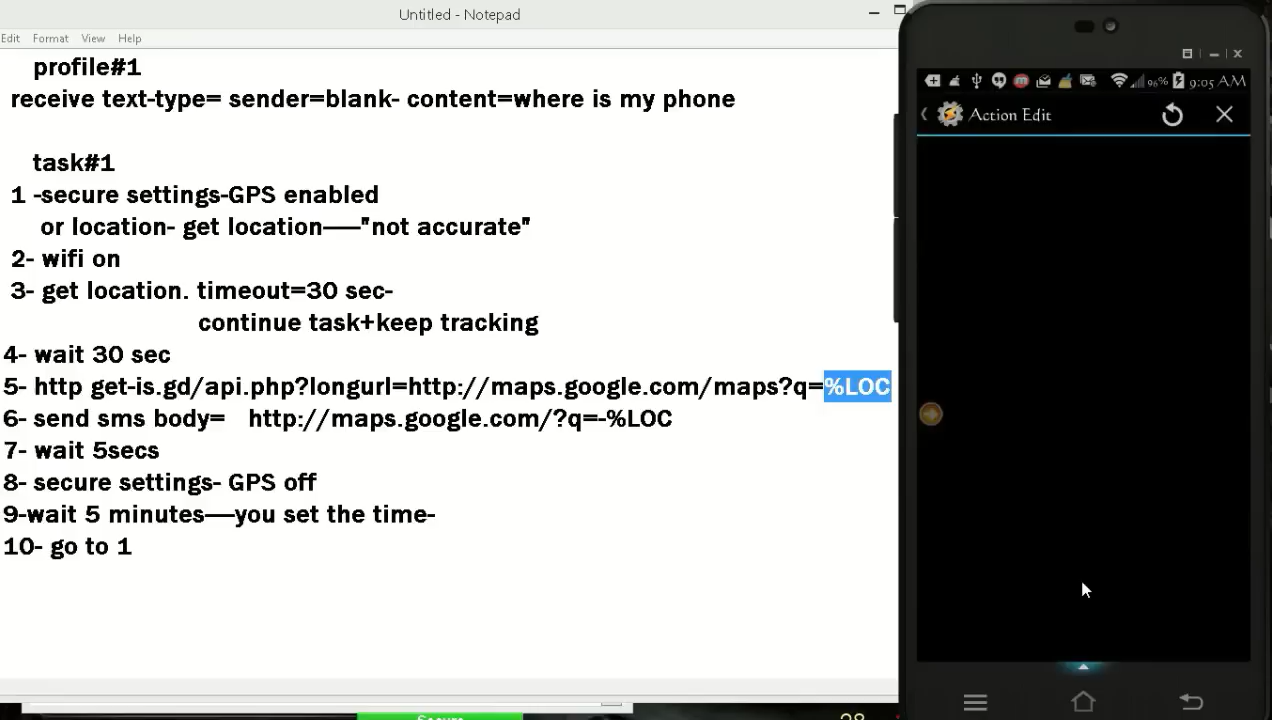 Untitled - Notepad
Edit Format View Help
profile#1
receive text-type= sender=blank- content=where is my phone
task#1
1 -secure settings-GPS enabled
or location- get location-----"not accurate"
2- wifi on
3- get location. timeout=30 sec-
continue task+keep tracking
4- wait 30 sec
5- http get-is.gd/api.php?longurl=http://maps.google.com/maps?q=%LOC
6- send sms body= http://maps.google.com/?q=-%LOC
7- wait 5secs
8- secure settings- GPS off
9-wait 5 minutes----you set the time-
10- go to 1
96% 9:05 AM
Action Edit